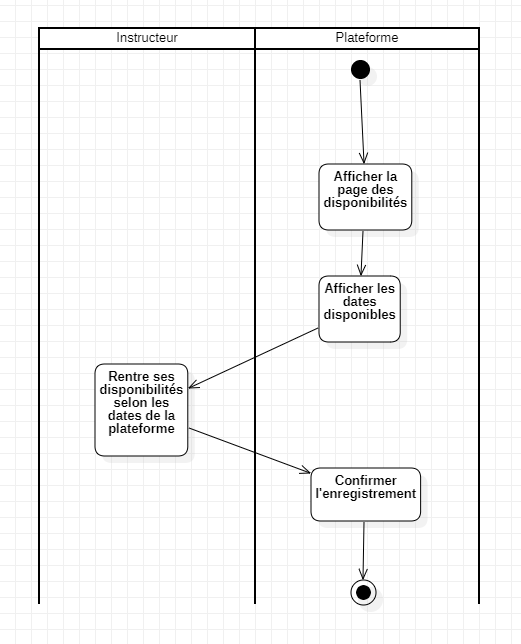 Instructeur
Plateforme
Afficher la
page des
disponibilités
Afficher les
dates
disponibles
Rentre ses
disponibilités
selon les
dates de la
plateforme
Confirmer
l'enregistrement